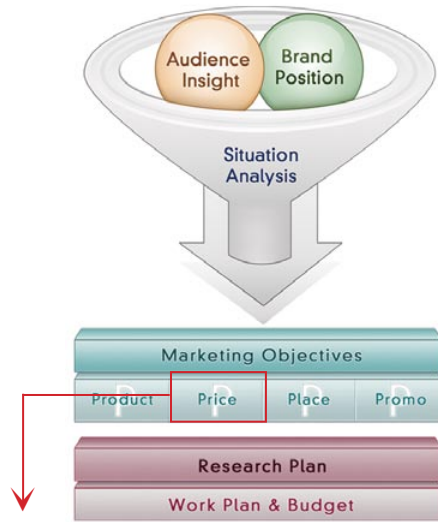 Audience
Insight
Brand
Position
Situation
Analysis
Marketing Objectives
Product Price Place Promo
Research Plan
Work Plan & Budget